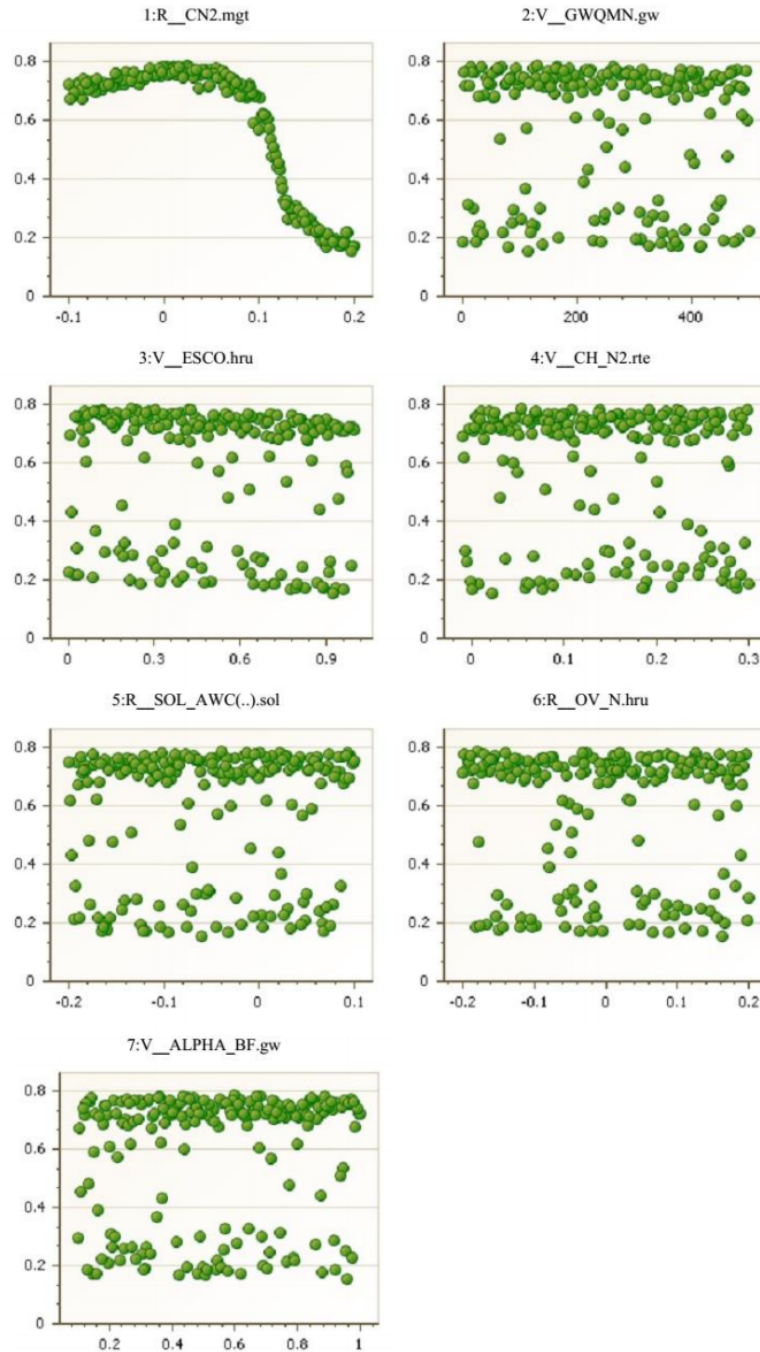 1:R__CN2.mgt
2:V__GWQMN.gw
0.8
0.6
0.4
0.2
0
-0.1 0 0.1 0.2
0.8
0.6
0.4
0.2
0
0 200 400
3:V__ESCO.hru
4:V__CH_N2.rte
0.8
0.6
0.4
0.2
0
0 0.3 0.6 0.9
0.8
0.6
0.4
0.2
0
0 0.1 0.2 0.3
5:R__SOL_AWC(..).sol
6:R__OV_N.hru
0.8
0.6
0.4
0.2
0
-0.2 -0.1 0 0.1
0.8
0.6
0.4
0.2
0
-0.2 -0.1 0 0.1 0.2
7:V__ALPHA_BF.gw
0.8
0.6
0.4
0.2
0
0.2 0.4 0.6 0.8 1